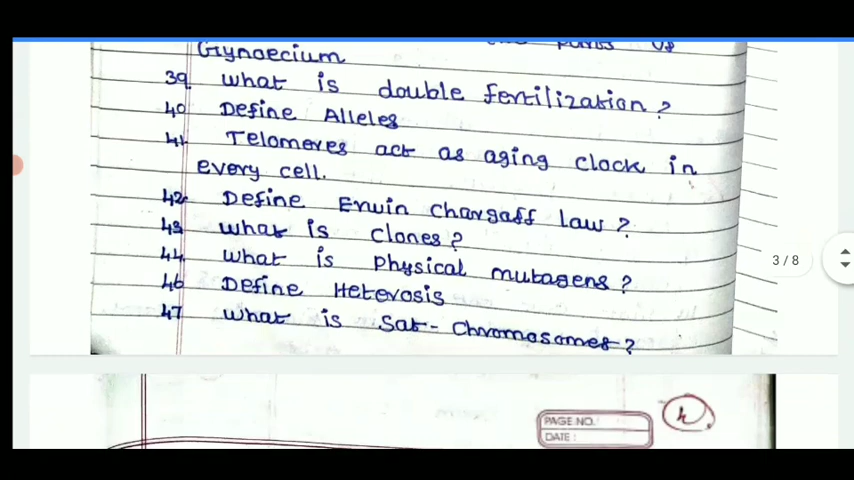 Gynoecium
39 What is double fertilization?
40 Define Alleles
41 Telomeres act as aging clock in
every cell.
42 Define Erwin Chargaff law?
43 What is Clones?
44 What is Physical mutagens?
46 Define Heterosis
47 What is Sat-Chromosomes?
3 / 8
PAGE NO.:
DATE :